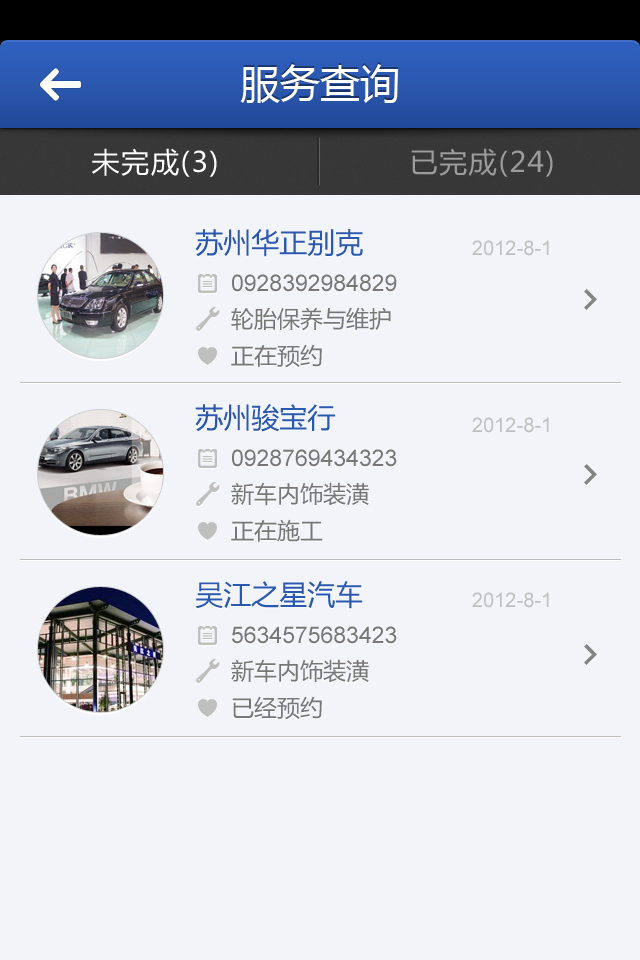 服务查询
未完成(3)
已完成(24)
苏州华正别克
2012-8-1
0928392984829
轮胎保养与维护
正在预约
苏州骏宝行
2012-8-1
0928769434323
新车内饰装潢
正在施工
BMW
吴江之星汽车
2012-8-1
5634575683423
新车内饰装潢
已经预约